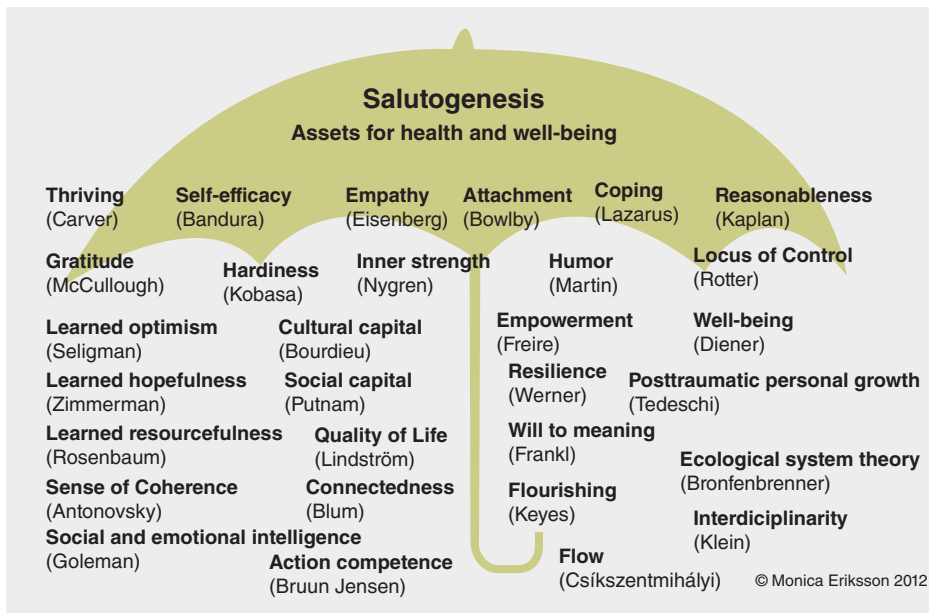 Salutogenesis
Assets for health and well-being
Thriving
(Carver)
Self-efficacy
(Bandura)
Empathy
(Eisenberg)
Attachment
(Bowlby)
Coping
(Lazarus)
Reasonableness
(Kaplan)
Gratitude
(McCullough)
Hardiness
(Kobasa)
Inner strength
(Nygren)
Humor
(Martin)
Locus of Control
(Rotter)
Learned optimism
(Seligman)
Cultural capital
(Bourdieu)
Empowerment
(Freire)
Well-being
(Diener)
Learned hopefulness
(Zimmerman)
Social capital
(Putnam)
Resilience
(Werner)
Posttraumatic personal growth
(Tedeschi)
Learned resourcefulness
(Rosenbaum)
Quality of Life
(Lindström)
Will to meaning
(Frankl)
Ecological system theory
(Bronfenbrenner)
Sense of Coherence
(Antonovsky)
Connectedness
(Blum)
Flourishing
(Keyes)
Interdiciplinarity
(Klein)
Social and emotional intelligence
(Goleman)
Action competence
(Bruun Jensen)
Flow
(Csíkszentmihályi)
© Monica Eriksson 2012